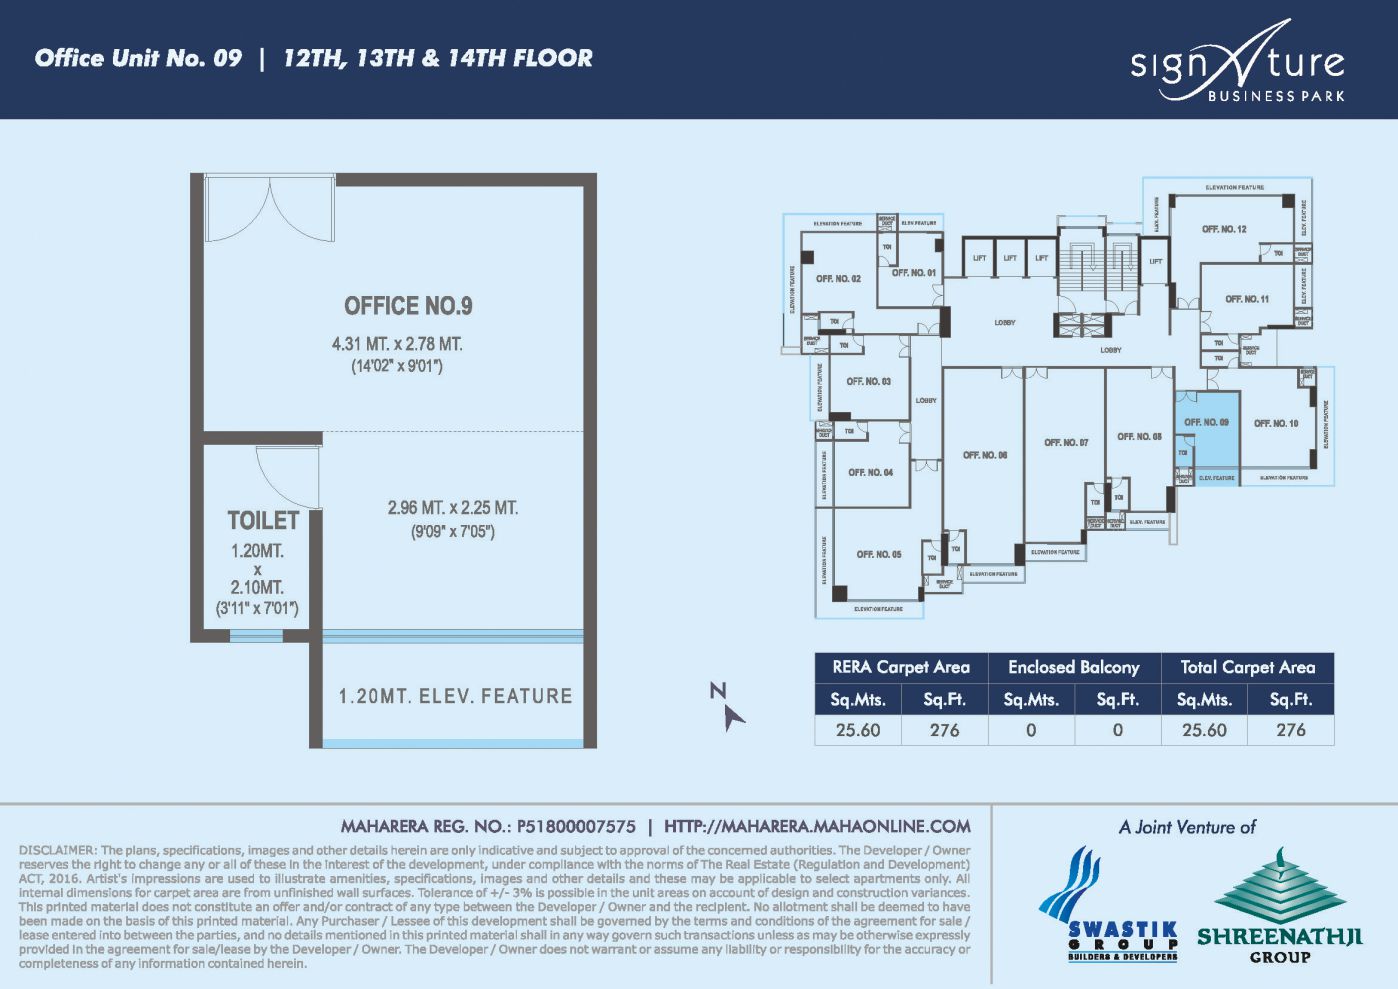 Office Unit No. 09 | 12TH, 13TH & 14TH FLOOR
signAture
BUSINESS PARK
OFFICE NO.9
4.31 MT. x 2.78 MT.
(14'02" x 9'01")
2.96 MT. x 2.25 MT.
(9'09" x 7'05")
TOILET
1.20MT.
x
2.10MT.
(3'11" x 7'01")
1.20MT. ELEV. FEATURE
N
ELEVATION FEATURE
SERVICE DUCT
ELEV. FEATURE
ELEVATION FEATURE
ELEV. FEATURE
ELEV. FEATURE
OFF. NO. 12
TOI
SERVICE DUCT
TOI
OFF. NO. 01
OFF. NO. 02
ELEVATION FEATURE
LIFT
LIFT
LIFT
LIFT
OFF. NO. 11
ELEV. FEATURE
SERVICE DUCT
TOI
SERVICE DUCT
TOI
LOBBY
LOBBY
TOI
TOI
SERVICE DUCT
OFF. NO. 03
ELEVATION FEATURE
LOBBY
SERVICE DUCT
TOI
SERVICE DUCT
OFF. NO. 04
ELEV. FEATURE
OFF. NO. 06
OFF. NO. 07
OFF. NO. 08
OFF. NO. 09
TOI
SERVICE DUCT
ELEV. FEATURE
OFF. NO. 10
ELEVATION FEATURE
ELEVATION FEATURE
OFF. NO. 05
ELEV. FEATURE
TOI
SERVICE DUCT
TOI
ELEVATION FEATURE
TOI
TOI
SERVICE DUCT
SERVICE DUCT
ELEV. FEATURE
ELEVATION FEATURE
ELEVATION FEATURE
RERA Carpet Area Enclosed Balcony Total Carpet Area
Sq.Mts. Sq.Ft. Sq.Mts. Sq.Ft. Sq.Mts. Sq.Ft.
25.60 276 0 0 25.60 276
MAHARERA REG. NO.: P51800007575 | HTTP://MAHARERA.MAHAONLINE.COM
DISCLAIMER: The plans, specifications, images and other details herein are only indicative and subject to approval of the concerned authorities. The Developer / Owner
reserves the right to change any or all of these in the interest of the development, under compliance with the norms of The Real Estate (Regulation and Development)
ACT, 2016. Artist's impressions are used to illustrate amenities, specifications, images and other details and these may be applicable to select apartments only. All
internal dimensions for carpet area are from unfinished wall surfaces. Tolerance of +/- 3% is possible in the unit areas on account of design and construction variances.
This printed material does not constitute an offer and/or contract of any type between the Developer / Owner and the recipient. No allotment shall be deemed to have
been made on the basis of this printed material. Any Purchaser / Lessee of this development shall be governed by the terms and conditions of the agreement for sale /
lease entered into between the parties, and no details mentioned in this printed material shall in any way govern such transactions unless as may be otherwise expressly
provided in the agreement for sale/lease by the Developer / Owner. The Developer / Owner does not warrant or assume any liability or responsibility for the accuracy or
completeness of any information contained herein.
A Joint Venture of
SWASTIK
GROUP
BUILDERS & DEVELOPERS
SHREENATHJI
GROUP